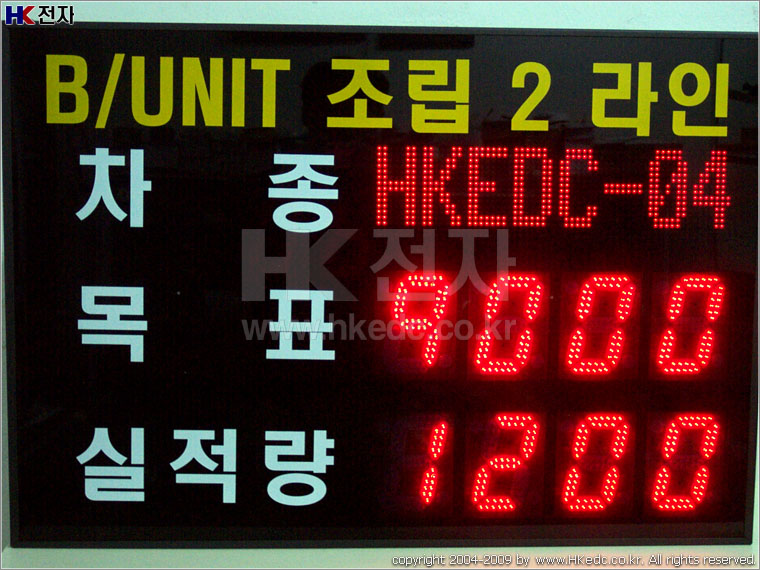 HK전자
B/UNIT 조립 2 라인
차 종 HKEDC-04
HK전자
목 표 9000
www.hkedc.co.kr
실적량 1200
copyright 2004-2009 by www.HKedc.co.kr. All rights reserved.